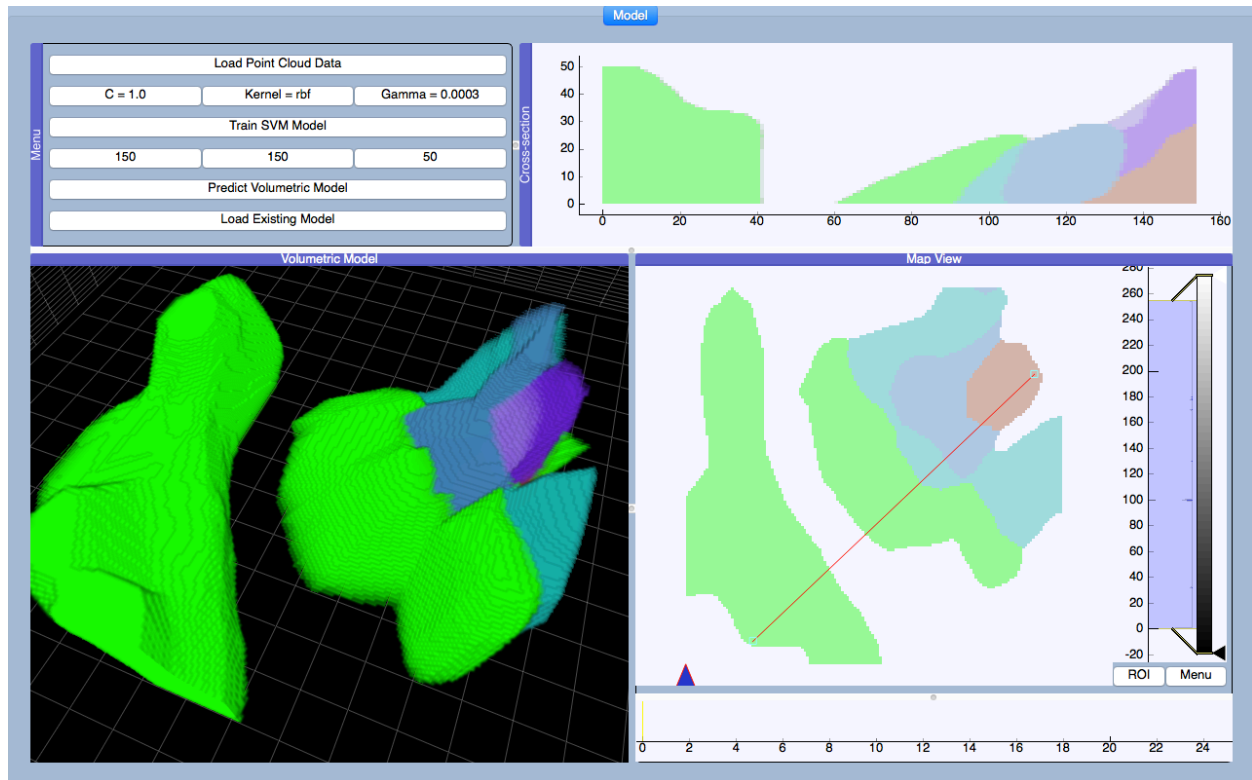 Model
Menu
Load Point Cloud Data
C = 1.0 Kernel = rbf Gamma = 0.0003
Train SVM Model
150 150 50
Predict Volumetric Model
Load Existing Model
Cross-section
50
40
30
20
10
0
0 20 40 60 80 100 120 140 160
Volumetric Model
Map View
280
260
240
220
200
180
160
140
120
100
80
60
40
20
0
-20
ROI Menu
0 2 4 6 8 10 12 14 16 18 20 22 24